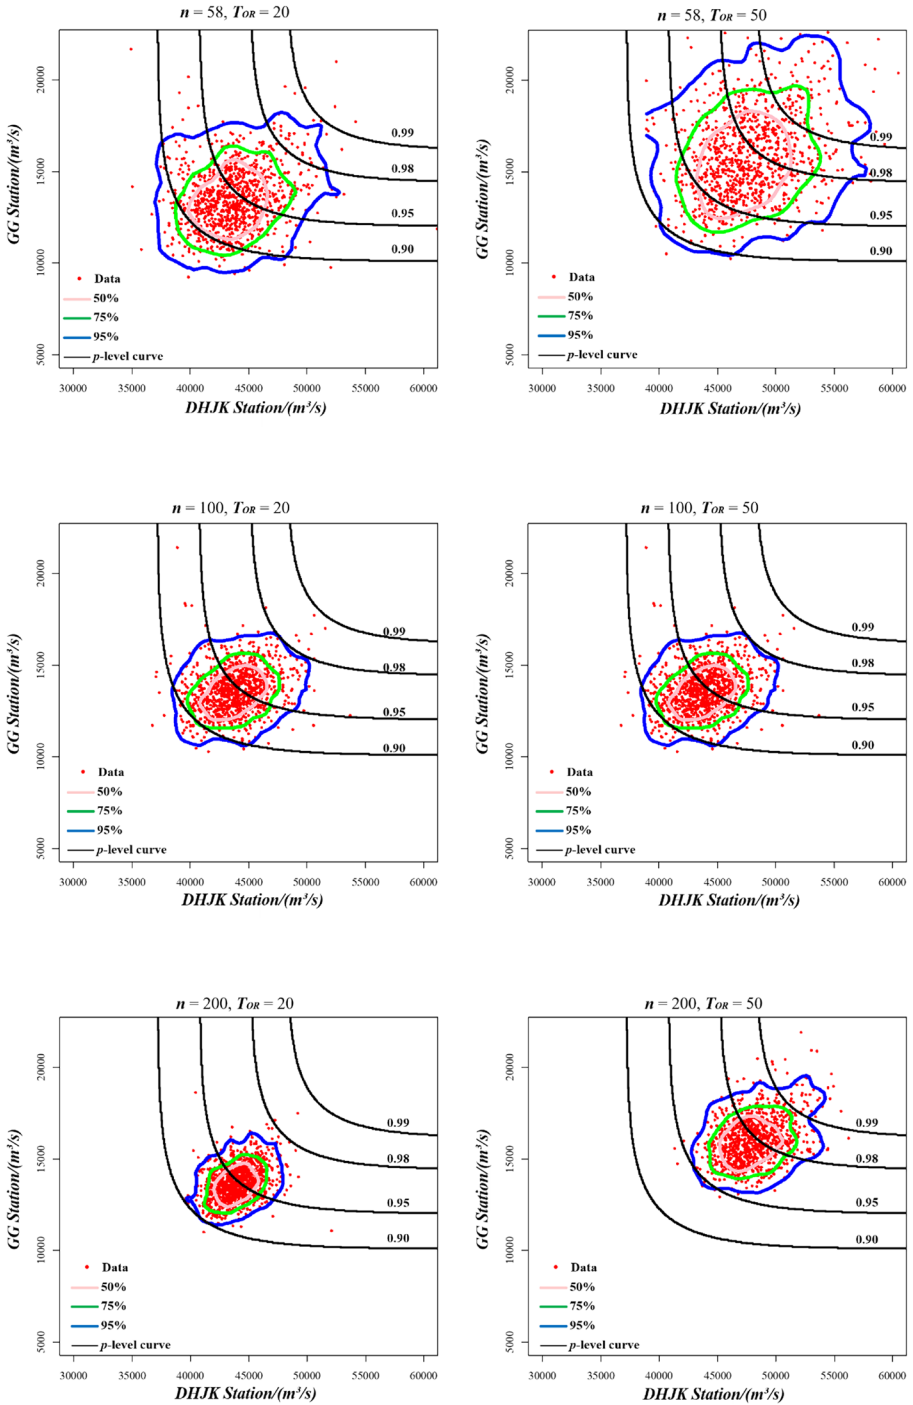 n = 58, TOR = 20
20000
15000
10000
5000
GG Station/(m³/s)
0.99
0.98
0.95
0.90
Data
50%
75%
95%
p-level curve
30000 35000 40000 45000 50000 55000 60000
DHJK Station/(m³/s)
n = 58, TOR = 50
20000
15000
10000
5000
GG Station/(m³/s)
0.99
0.98
0.95
0.90
Data
50%
75%
95%
p-level curve
30000 35000 40000 45000 50000 55000 60000
DHJK Station/(m³/s)
n = 100, TOR = 20
20000
15000
10000
5000
GG Station/(m³/s)
0.99
0.98
0.95
0.90
Data
50%
75%
95%
p-level curve
30000 35000 40000 45000 50000 55000 60000
DHJK Station/(m³/s)
n = 100, TOR = 50
20000
15000
10000
5000
GG Station/(m³/s)
0.99
0.98
0.95
0.90
Data
50%
75%
95%
p-level curve
30000 35000 40000 45000 50000 55000 60000
DHJK Station/(m³/s)
n = 200, TOR = 20
20000
15000
10000
5000
GG Station/(m³/s)
0.99
0.98
0.95
0.90
Data
50%
75%
95%
p-level curve
30000 35000 40000 45000 50000 55000 60000
DHJK Station/(m³/s)
n = 200, TOR = 50
20000
15000
10000
5000
GG Station/(m³/s)
0.99
0.98
0.95
0.90
Data
50%
75%
95%
p-level curve
30000 35000 40000 45000 50000 55000 60000
DHJK Station/(m³/s)